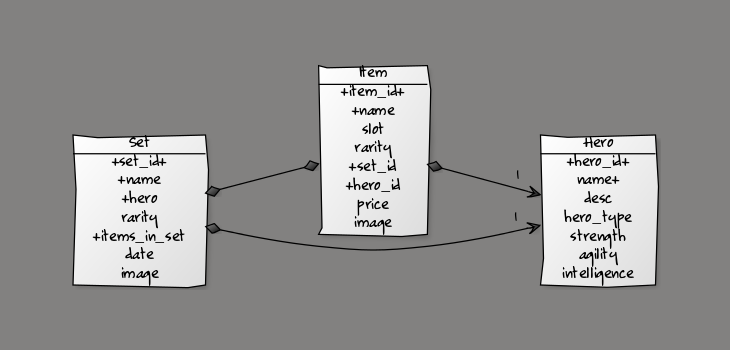 Set
+set_id+
+name
+hero
rarity
+items_in_set
date
image
Item
+item_id+
+name
slot
rarity
+set_id
+hero_id
price
image
1
1
Hero
+hero_id+
name+
desc
hero_type
strength
agility
intelligence